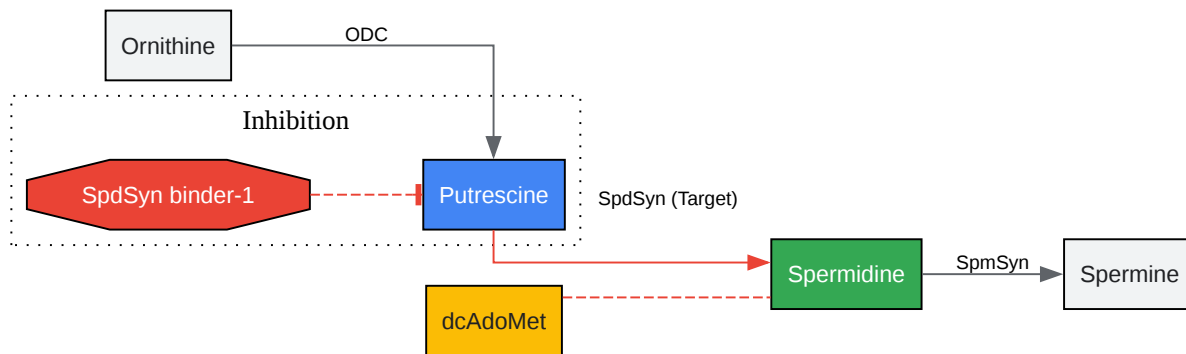 Ornithine
ODC
Inhibition
SpdSyn binder-1
Putrescine
SpdSyn (Target)
Spermidine
SpmSyn
Spermine
dcAdoMet